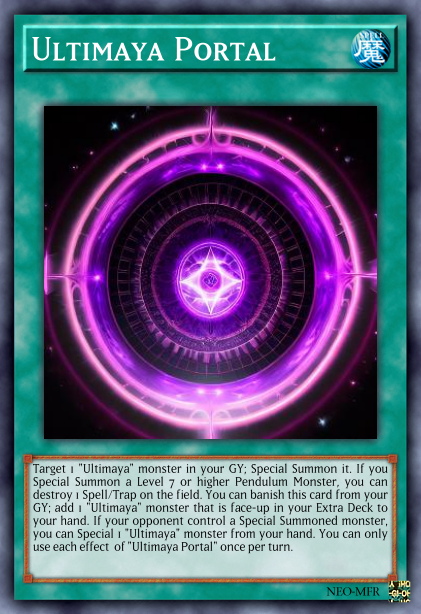 Ultimaya Portal
SPELL
魔
Target 1 "Ultimaya" monster in your GY; Special Summon it. If you
Special Summon a Level 7 or higher Pendulum Monster, you can
destroy 1 Spell/Trap on the field. You can banish this card from your
GY; add 1 "Ultimaya" monster that is face-up in your Extra Deck to
your hand. If your opponent control a Special Summoned monster,
you can Special 1 "Ultimaya" monster from your hand. You can only
use each effect of "Ultimaya Portal" once per turn.
NEO-MFR